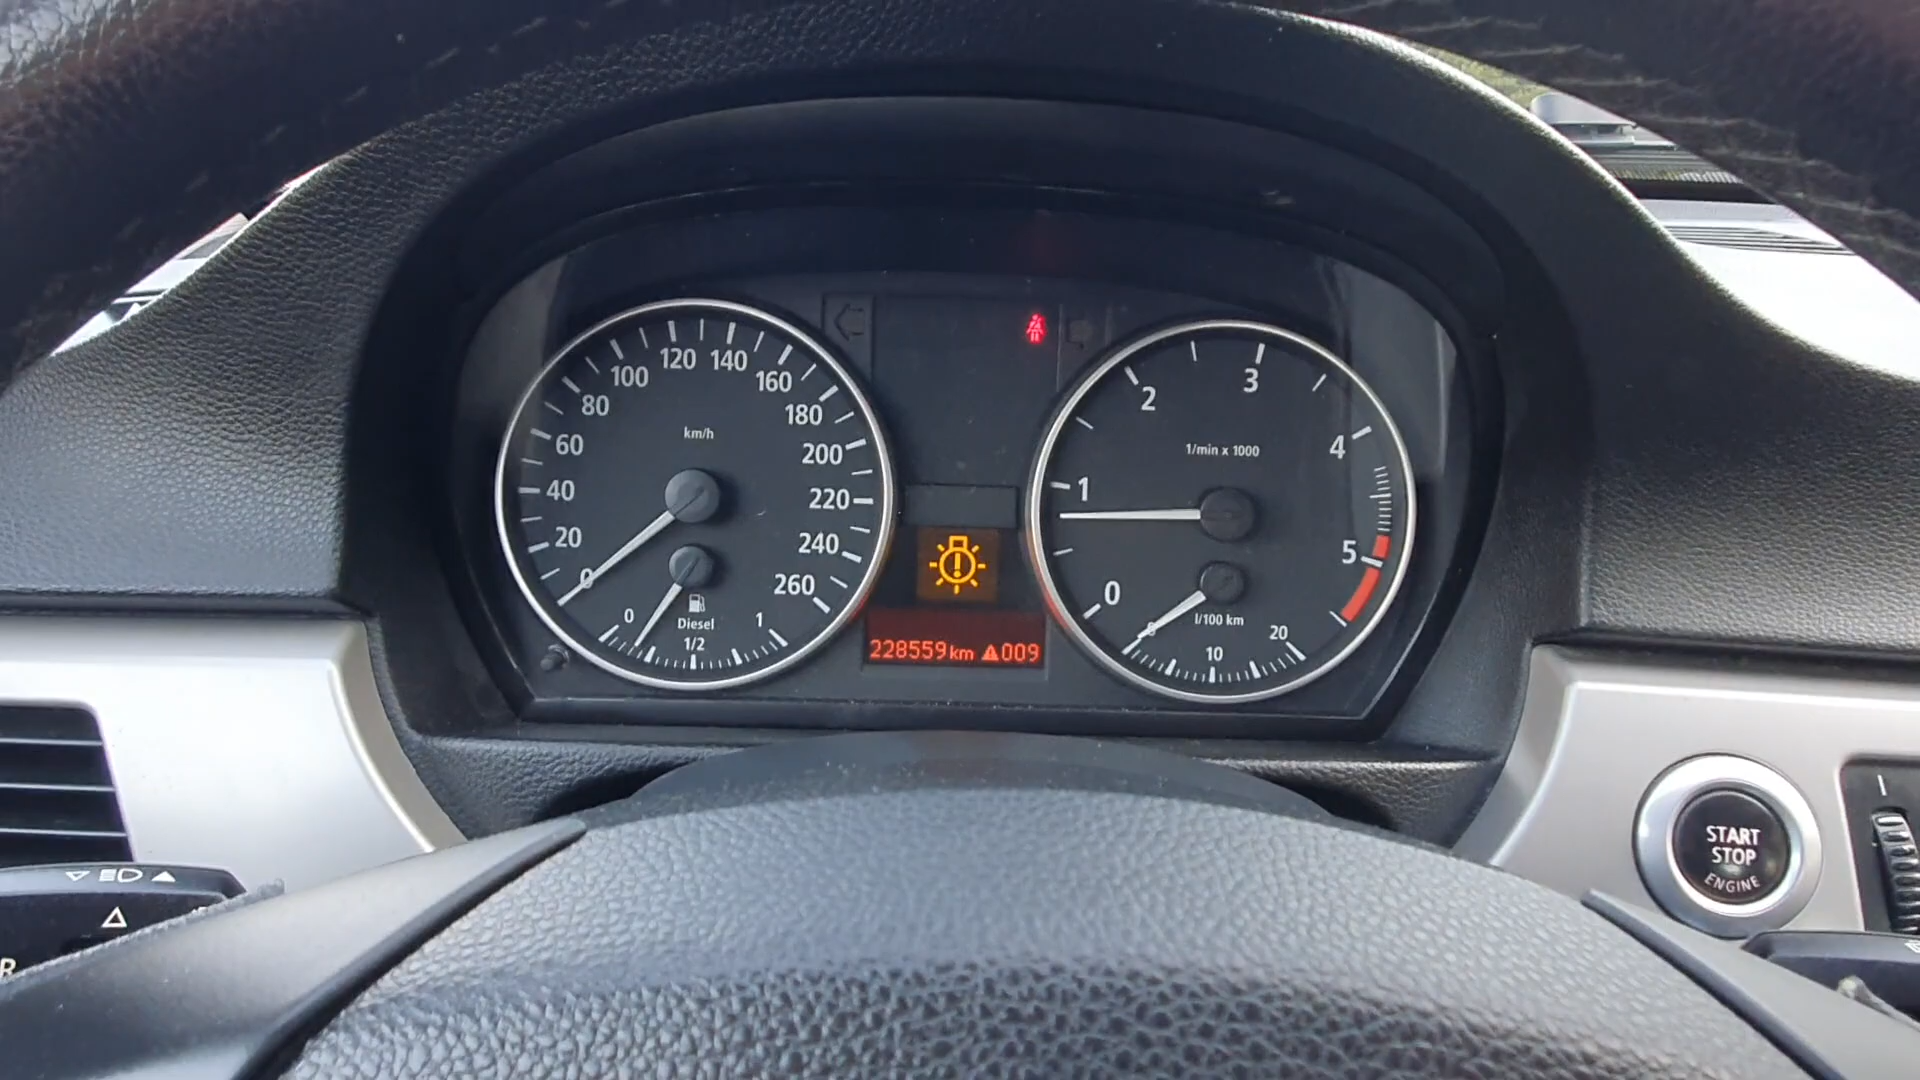 km/h
0
20
40
60
80
100
120
140
160
180
200
220
240
260
0
Diesel
1/2
1
228559 km 009
1/min x 1000
0
1
2
3
4
5
l/100 km
10
20
START
STOP
ENGINE
R